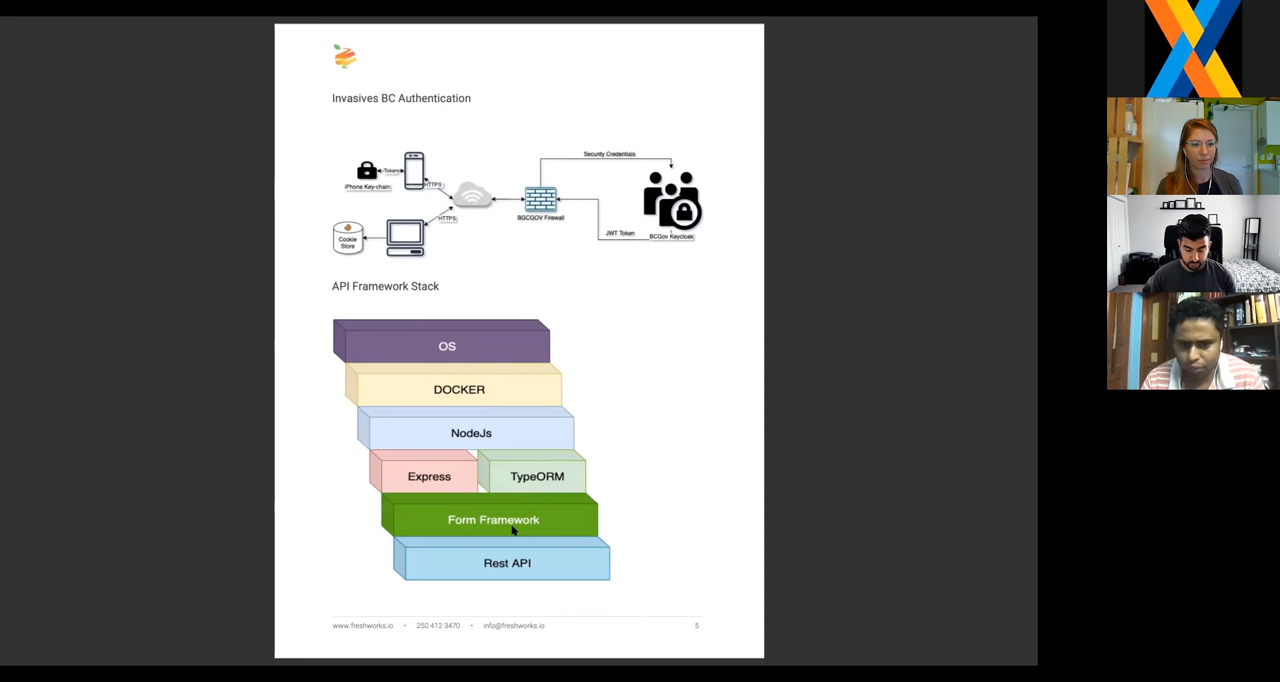 Invasives BC Authentication
Security Credentials
Token
iPhone Key-chain
HTTPS
HTTPS
BGCGOV Firewall
JWT Token
BCGov Keycloak
Cookie
Store
API Framework Stack
OS
DOCKER
NodeJs
Express
TypeORM
Form Framework
Rest API
www.freshworks.io • 250 412 3470 • info@freshworks.io 5